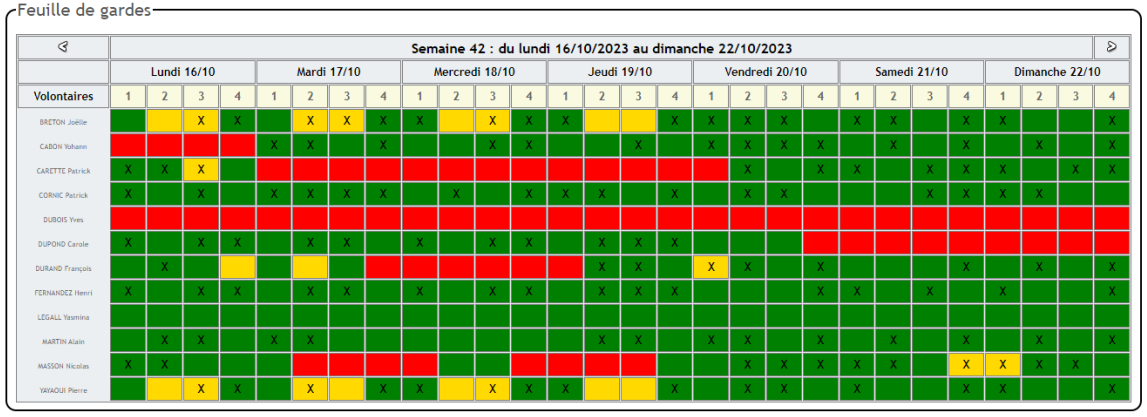 Feuille de gardes
Semaine 42 : du lundi 16/10/2023 au dimanche 22/10/2023
Lundi 16/10 Mardi 17/10 Mercredi 18/10 Jeudi 19/10 Vendredi 20/10 Samedi 21/10 Dimanche 22/10
Volontaires 1 2 3 4 1 2 3 4 1 2 3 4 1 2 3 4 1 2 3 4 1 2 3 4 1 2 3 4
BRETON Joëlle X X X X X X X X X X X X X X X X X X X
CABON Yohann X X X X X X X X X X X X X X
CARETTE Patrick X X X X X X X X X X
CORNIC Patrick X X X X X X X X X X X X X X X X X
DUBOIS Yves
DUPOND Carole X X X X X X X X X X X
DURAND François X X X X X X X X X
FERNANDEZ Henri X X X X X X X X X X X X X X X X
LEGALL Yasmina
MARTIN Alain X X X X X X X X X X X X X
MASSON Nicolas X X X X X X X X X X X
YAYAOUI Pierre X X X X X X X X X X X X X X X X